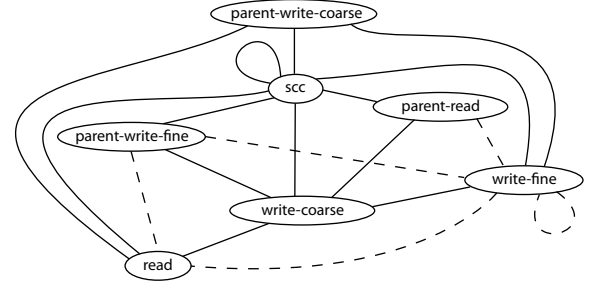 parent-write-coarse
scc
parent-read
parent-write-fine
write-fine
write-coarse
read